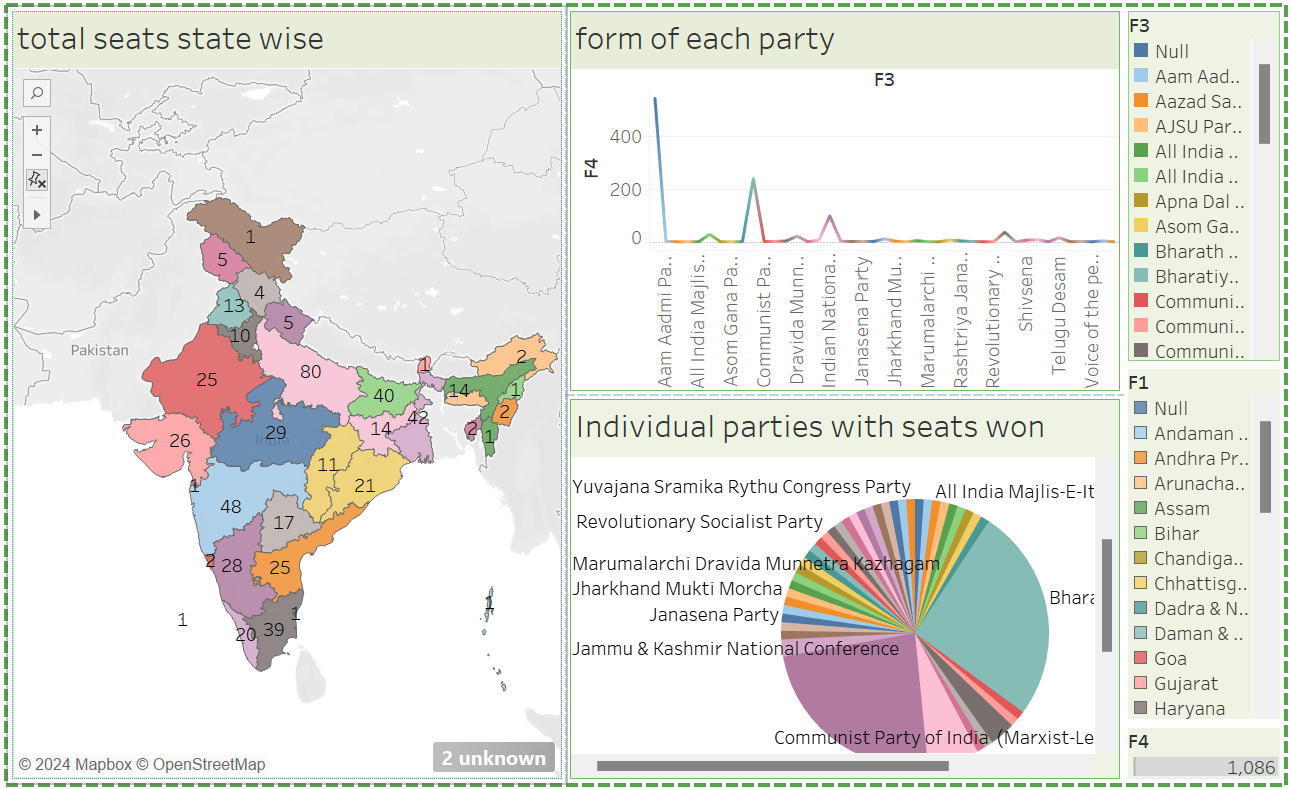 total seats state wise
1
5
4
13
5
10
25
80
1
2
14
1
40
2
42
14
2
1
26
29
India
11
21
1
48
17
2
28
25
1
1
1
20
39
Pakistan
2 unknown
© 2024 Mapbox © OpenStreetMap
form of each party
F3
F4
400
200
0
Aam Aadmi Pa..
All India Majlis..
Asom Gana Pa..
Communist Pa..
Dravida Munn..
Indian Nationa..
Janasena Party
Jharkhand Mu..
Marumalarchi ..
Rashtriya Jana..
Revolutionary ..
Shivsena
Telugu Desam
Voice of the pe..
Individual parties with seats won
Yuvajana Sramika Rythu Congress Party
All India Majlis-E-It
Revolutionary Socialist Party
Marumalarchi Dravida Munnetra Kazhagam
Jharkhand Mukti Morcha
Bhara
Janasena Party
Jammu & Kashmir National Conference
Communist Party of India (Marxist-Le
F3
Null
Aam Aad..
Aazad Sa..
AJSU Par..
All India ..
All India ..
Apna Dal ..
Asom Ga..
Bharath ..
Bharatiy..
Communi..
Communi..
Communi..
F1
Null
Andaman ..
Andhra Pr..
Arunacha..
Assam
Bihar
Chandiga..
Chhattisg..
Dadra & N..
Daman & ..
Goa
Gujarat
Haryana
F4
1,086